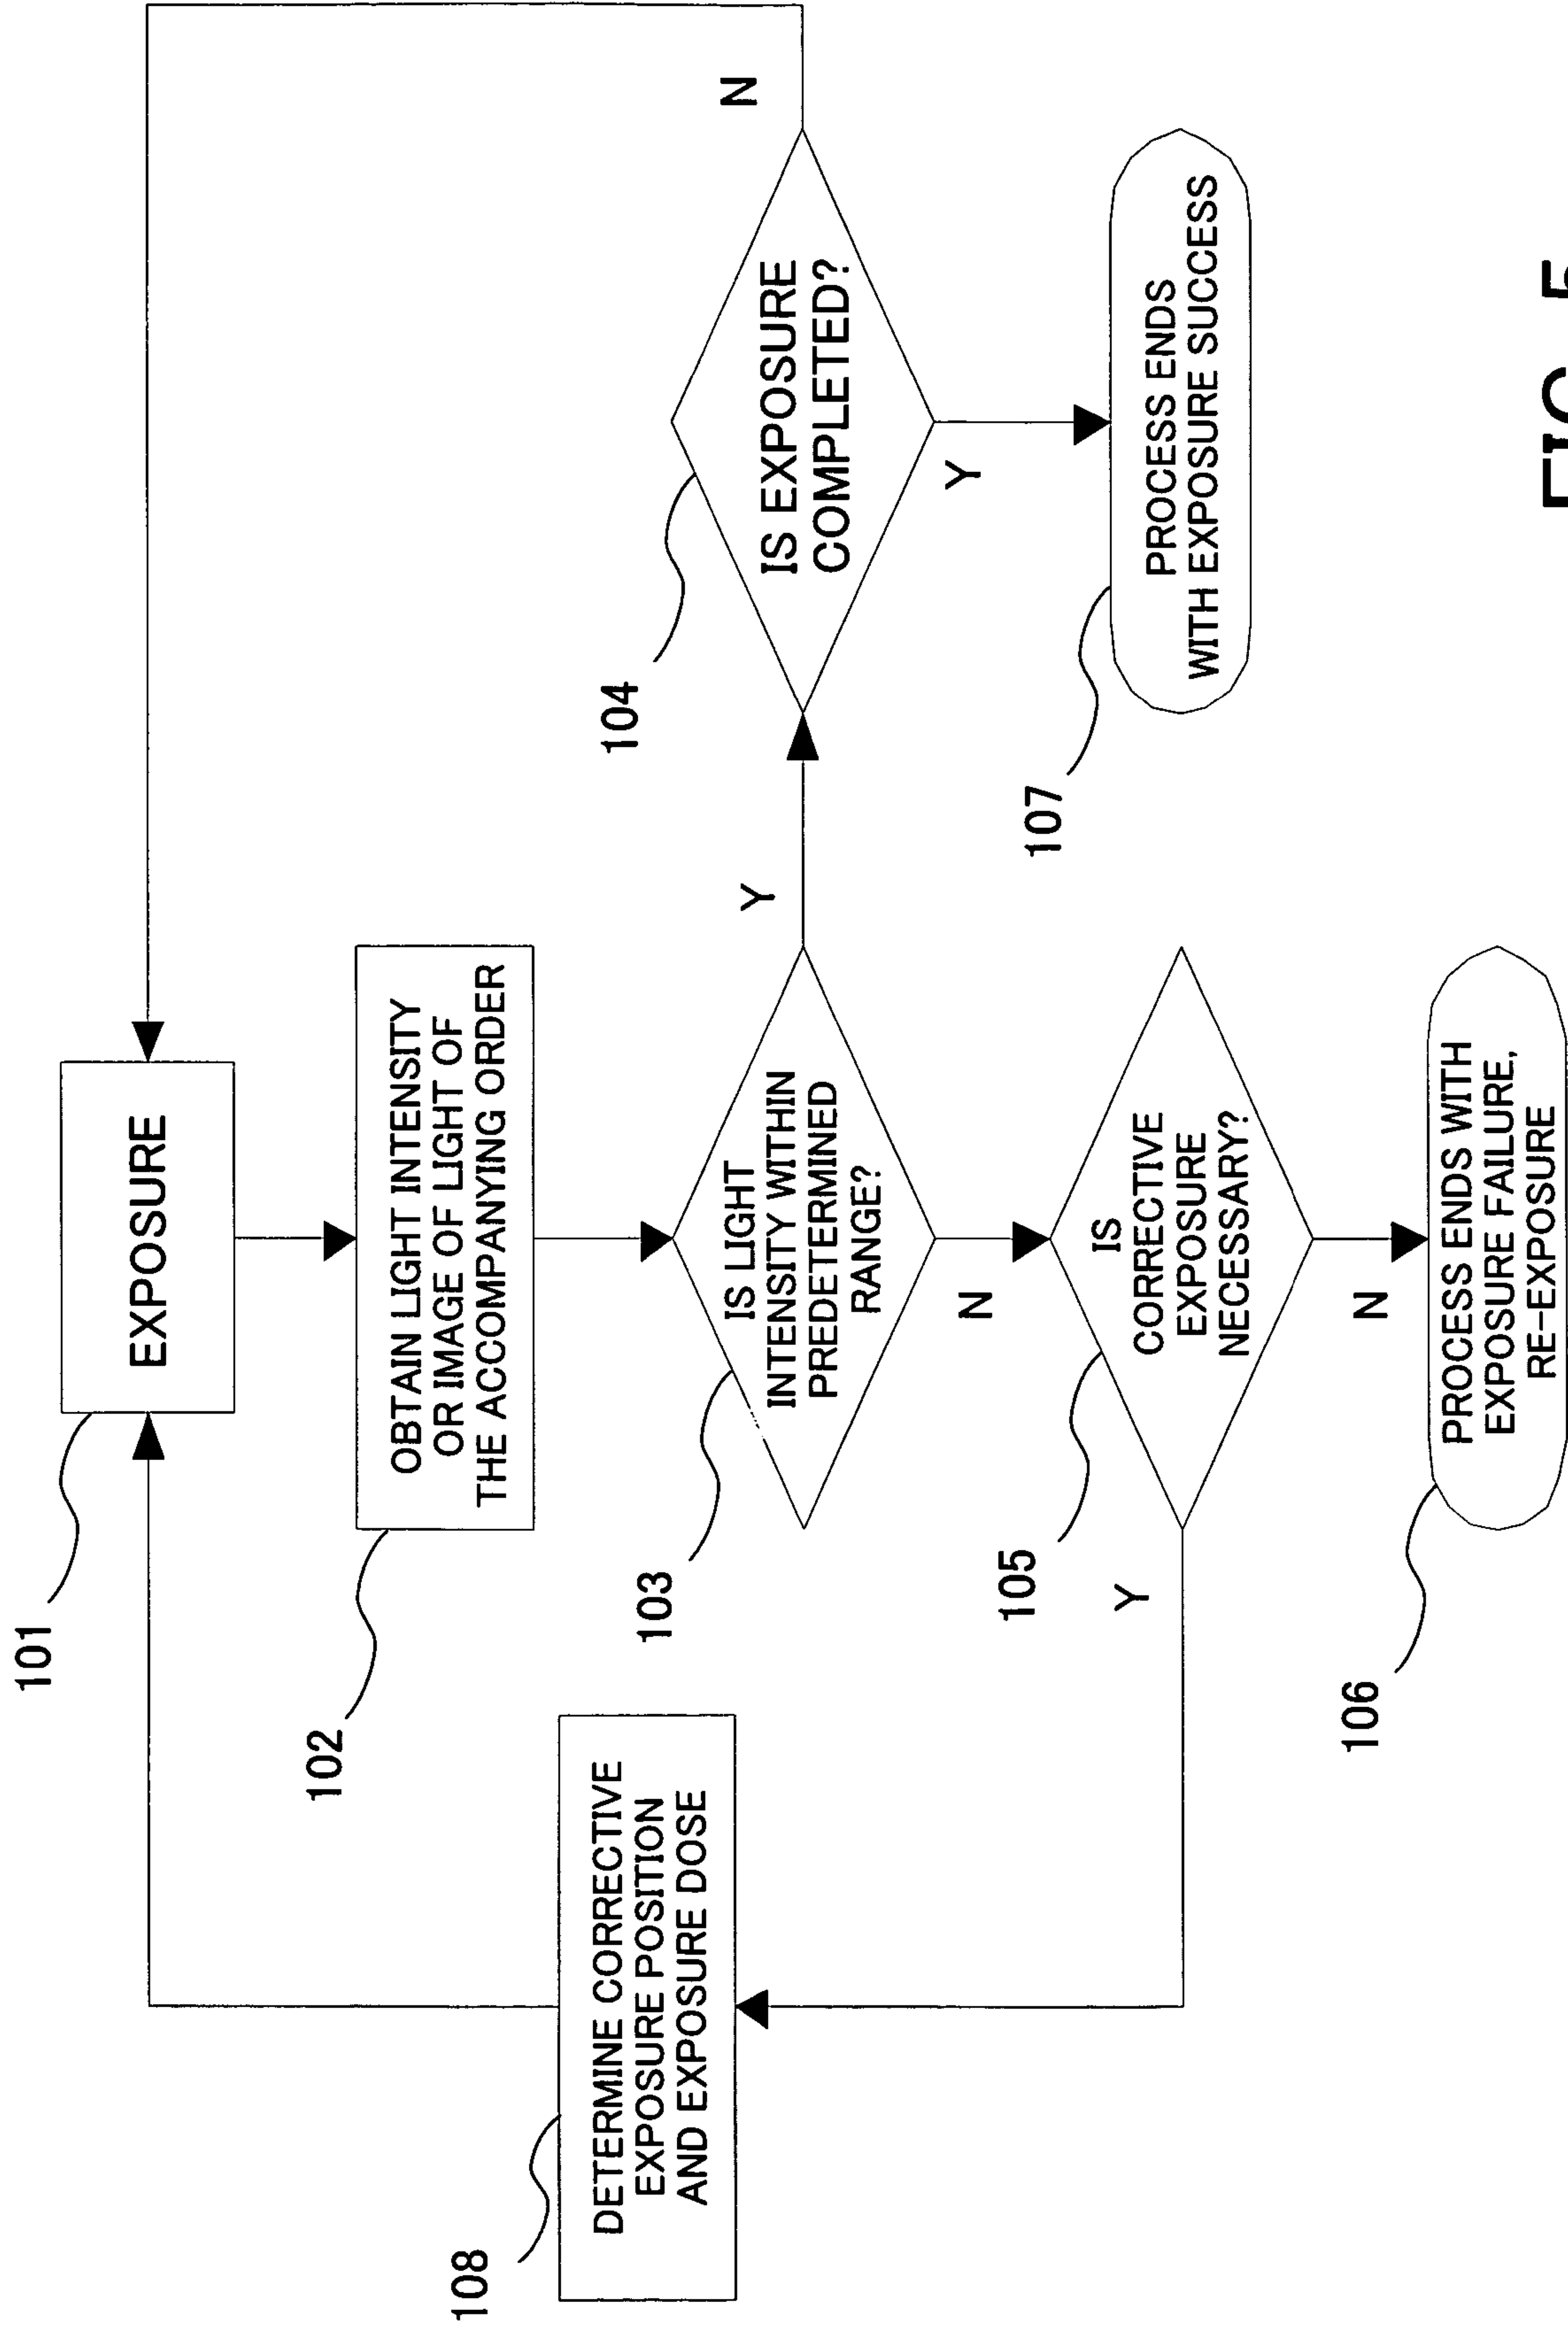 101
EXPOSURE
102
OBTAIN LIGHT INTENSITY
OR IMAGE OF LIGHT OF
THE ACCOMPANYING ORDER
103
IS LIGHT
INTENSITY WITHIN
PREDETERMINED
RANGE?
Y
N
104
IS EXPOSURE
COMPLETED?
N
Y
107
PROCESS ENDS
WITH EXPOSURE SUCCESS
105
IS
CORRECTIVE
EXPOSURE
NECESSARY?
Y
N
108
DETERMINE CORRECTIVE
EXPOSURE POSITION
AND EXPOSURE DOSE
106
PROCESS ENDS WITH
EXPOSURE FAILURE,
RE-EXPOSURE
FIG. 5